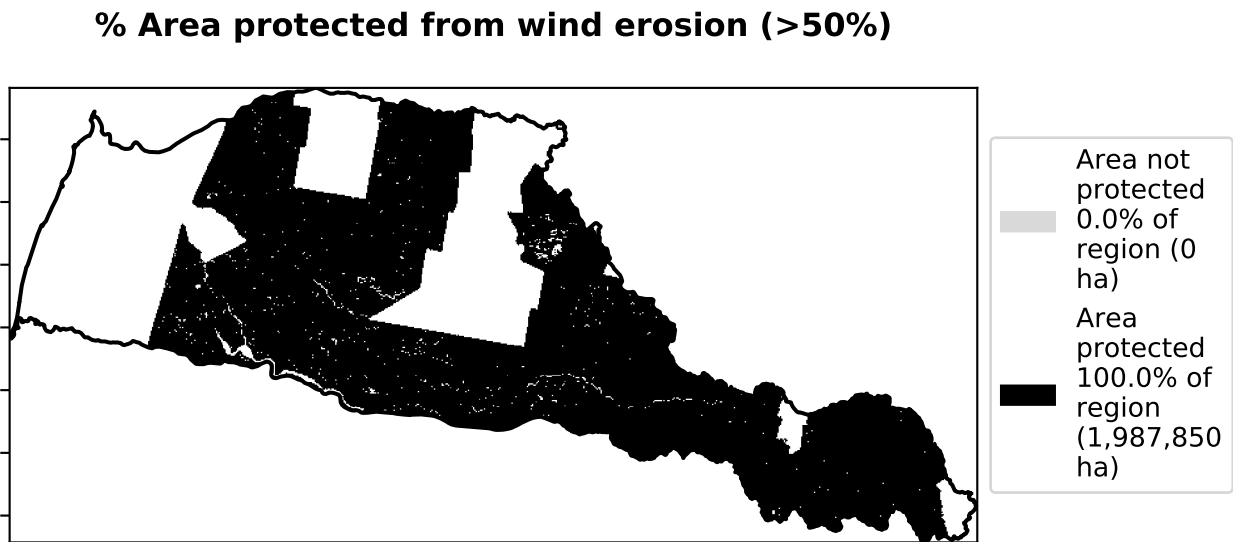 % Area protected from wind erosion (>50%)
Area not
protected
0.0% of
region (0
ha)
Area
protected
100.0% of
region
(1,987,850
ha)